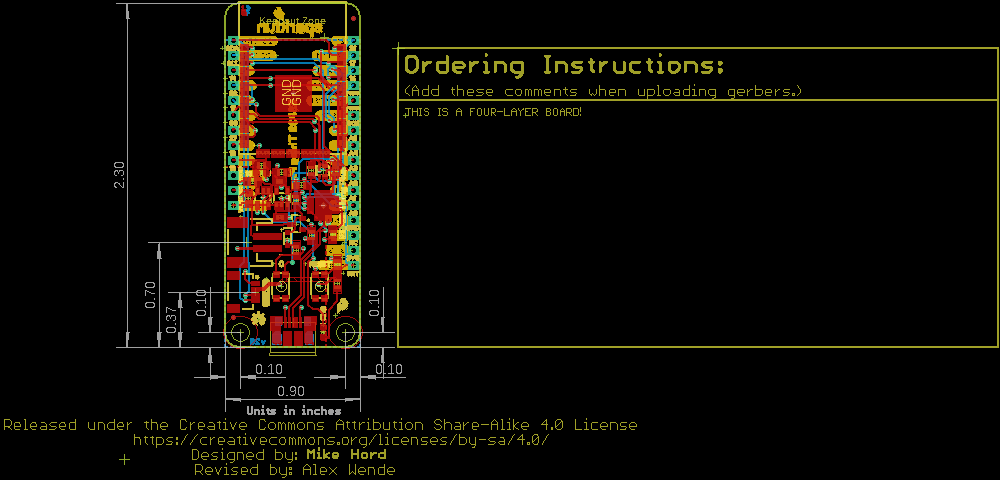 Keepout Zone
Ordering Instructions:
(Add these comments when uploading gerbers.)
THIS IS A FOUR-LAYER BOARD!
GND
GND
2.30
0.70
0.37
0.10
0.10
0.10
0.10
0.90
Units in inches
Released under the Creative Commons Attribution Share-Alike 4.0 License
https://creativecommons.org/licenses/by-sa/4.0/
Designed by: Mike Hord
Revised by: Alex Wende